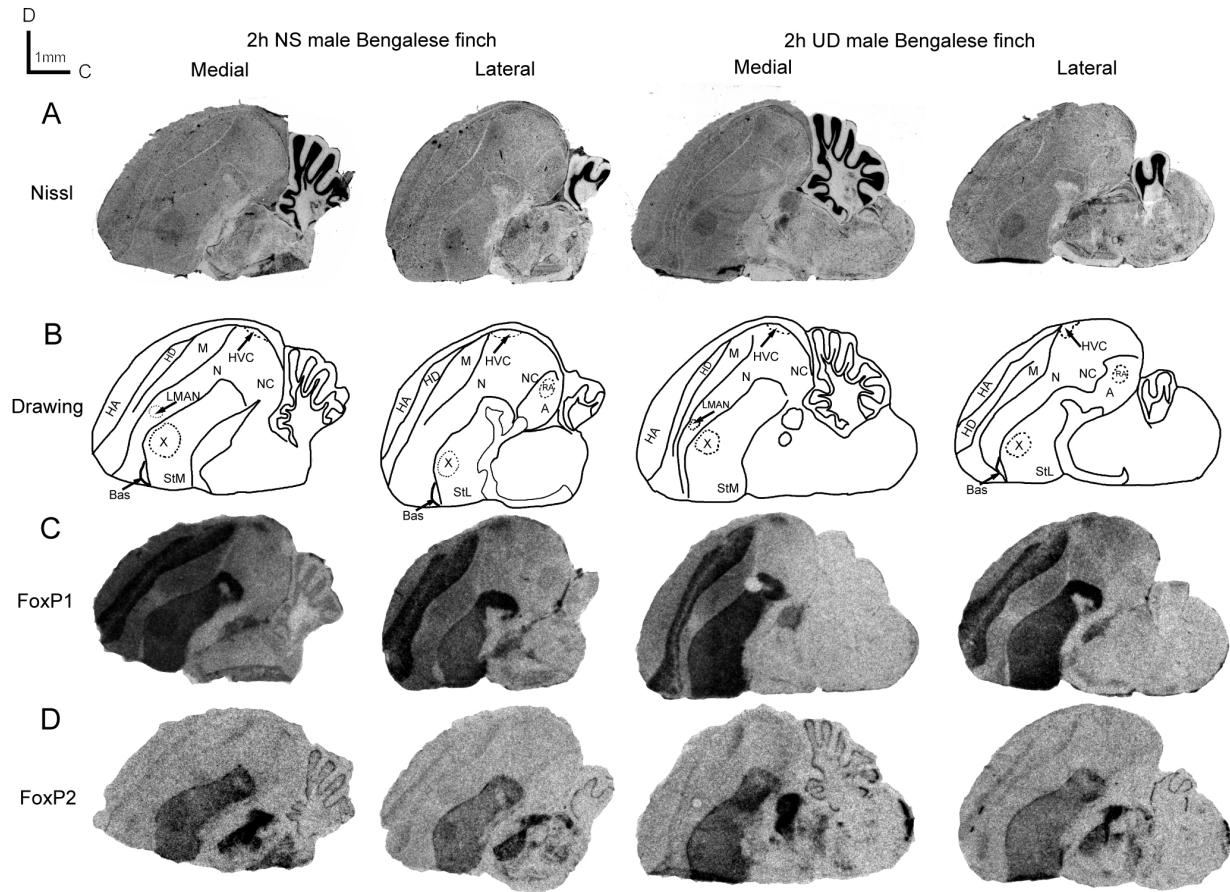 D
1mm
C
2h NS male Bengalese finch
2h UD male Bengalese finch
Medial
Lateral
Medial
Lateral
A
Nissl
B
Drawing
HA
HD
M
HVC
N
NC
LMAN
X
StM
Bas
HA
HD
M
HVC
N
NC
RA
A
X
StL
Bas
HA
HD
M
HVC
N
NC
LMAN
X
StM
HA
HD
M
HVC
N
NC
RA
A
X
StL
Bas
C
FoxP1
D
FoxP2